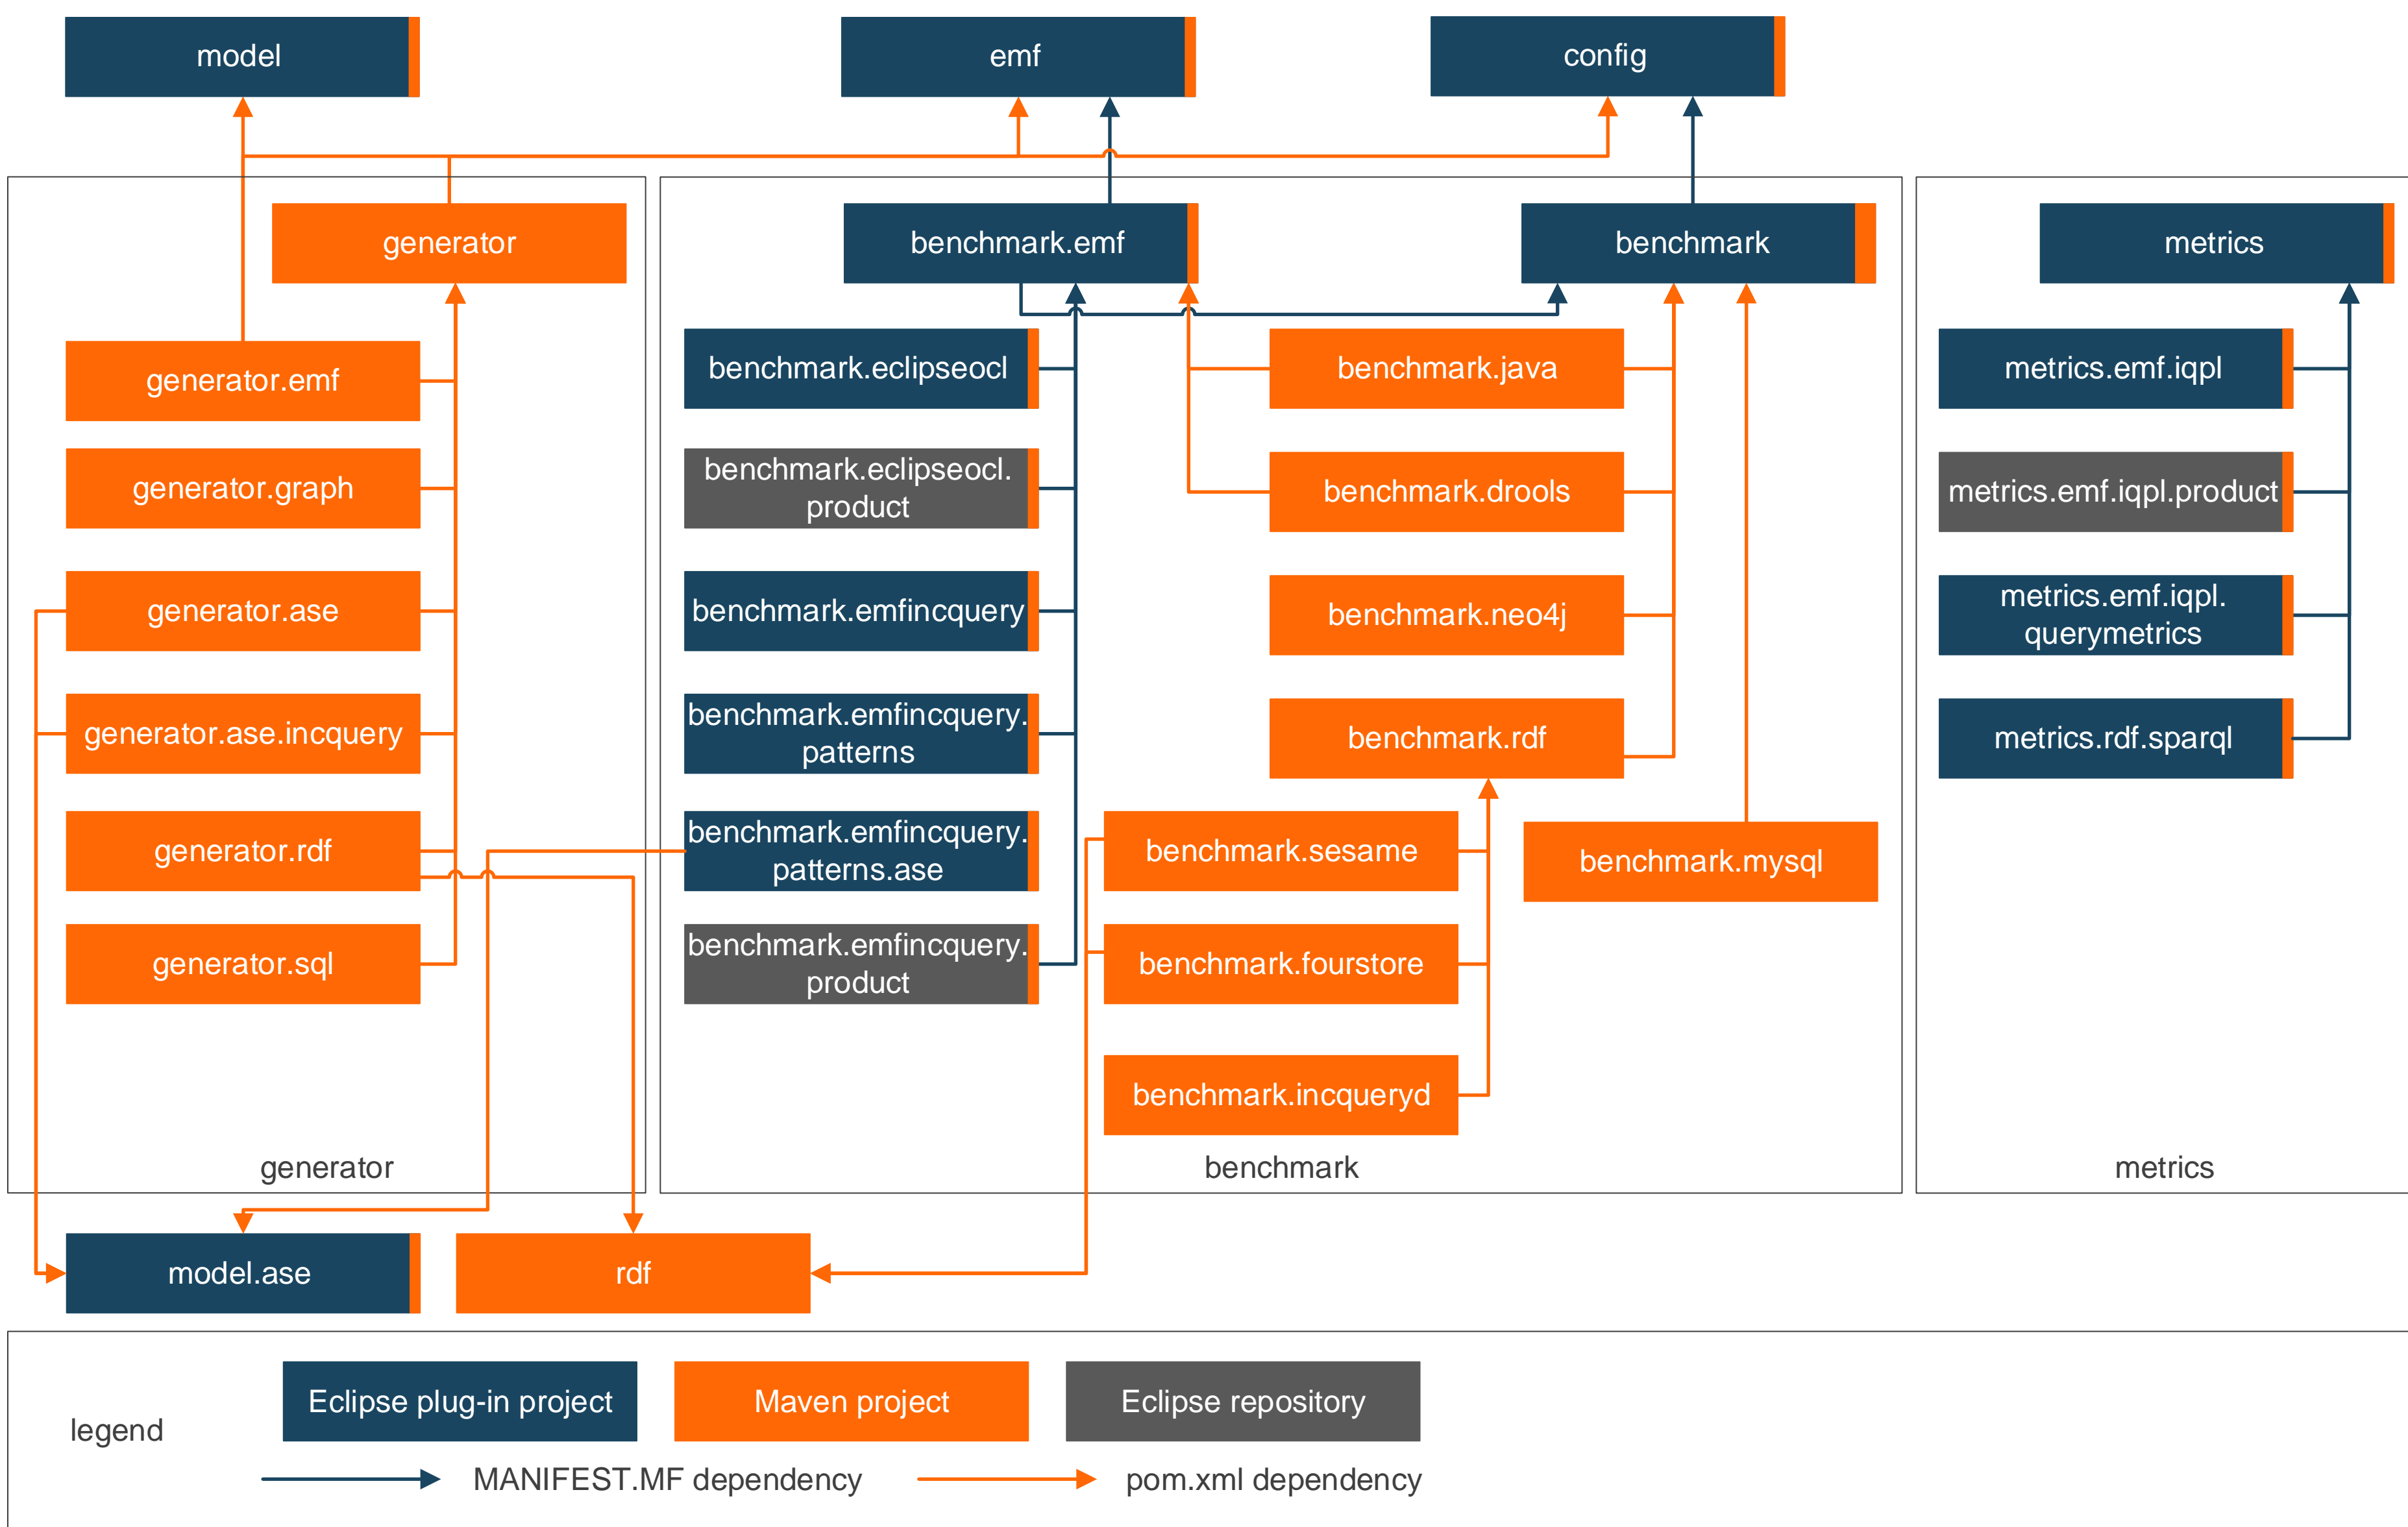 model
emf
config
generator
benchmark.emf
benchmark
metrics
generator.emf
generator.graph
generator.ase
generator.ase.incquery
generator.rdf
generator.sql
generator
benchmark.eclipseocl
benchmark.eclipseocl.
product
benchmark.emfincquery
benchmark.emfincquery.
patterns
benchmark.emfincquery.
patterns.ase
benchmark.emfincquery.
product
benchmark.java
benchmark.drools
benchmark.neo4j
benchmark.rdf
benchmark.sesame
benchmark.mysql
benchmark.fourstore
benchmark.incqueryd
benchmark
metrics.emf.iqpl
metrics.emf.iqpl.product
metrics.emf.iqpl.
querymetrics
metrics.rdf.sparql
metrics
model.ase
rdf
legend
Eclipse plug-in project
Maven project
Eclipse repository
MANIFEST.MF dependency
pom.xml dependency